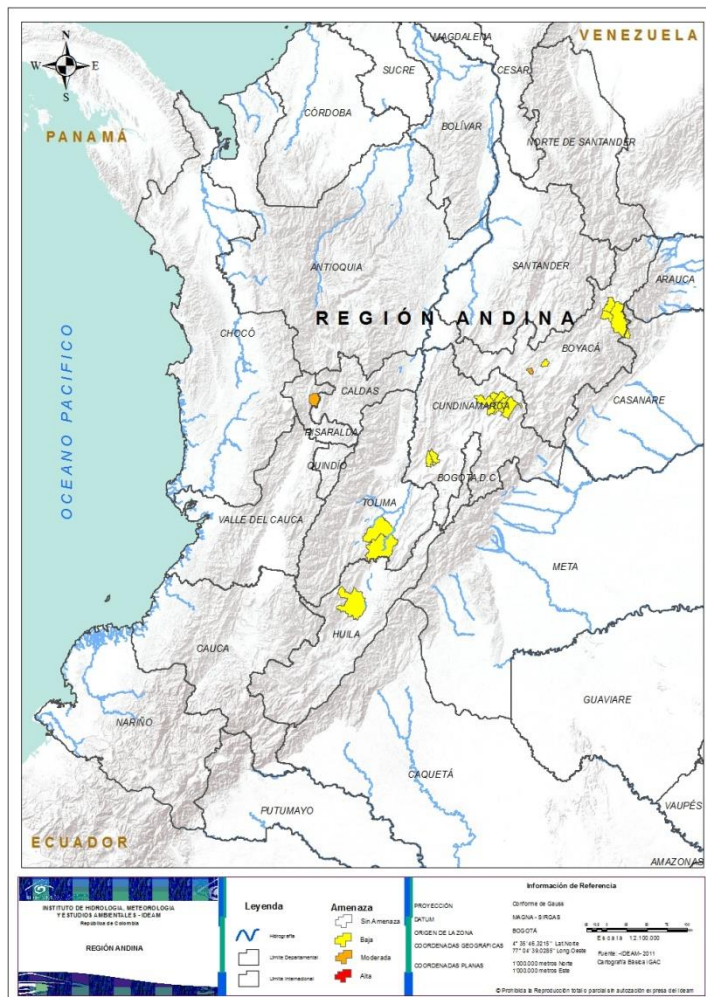 VENEZUELA
N
W E
S
MAGDALENA
SUCRE
CESAR
CÓRDOBA
PANAMÁ
BOLÍVAR
NORTE DE SANTANDER
ANTIOQUIA
SANTANDER
ARAUCA
REGIÓN ANDINA
CHOCÓ
BOYACÁ
CALDAS
CASANARE
CUNDINAMARCA
OCEANO PACIFICO
RISARALDA
QUINDÍO
BOGOTA D.C
TOLIMA
VALLE DEL CAUCA
META
CAUCA
HUILA
GUAVIARE
NARIÑO
CAQUETÁ
PUTUMAYO
VAUPÉS
ECUADOR
AMAZONAS
INSTITUTO DE HIDROLOGIA, METEOROLOGIA
Y ESTUDIOS AMBIENTALES - IDEAM
República de Colombia
REGIÓN ANDINA
Leyenda
Hidrografía
Límite Departamental
Límite Internacional
Amenaza
Sin Amenaza
Baja
Moderada
Alta
Información de Referencia
PROYECCIÓN Conforme de Gauss
DATUM MAGNA - SIRGAS
ORIGEN DE LA ZONA BOGOTÁ
COORDENADAS GEOGRÁFICAS
COORDENADAS PLANAS 1'000.000 metros Norte
1'000.000 metros Este
Escala 1:2.100.000
Fuente: IDEAM- 2011
Cartografía Básica IGAC
© Prohibida la Reproducción total o parcial sin autorización expresa del Ideam